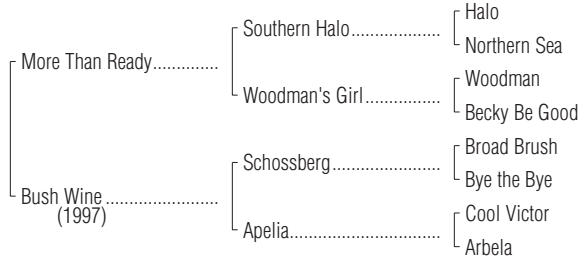 Halo
Southern Halo
Northern Sea
More Than Ready
Woodman
Woodman's Girl
Becky Be Good
Broad Brush
Schossberg
Bye the Bye
Bush Wine
(1997)
Cool Victor
Apelia
Arbela